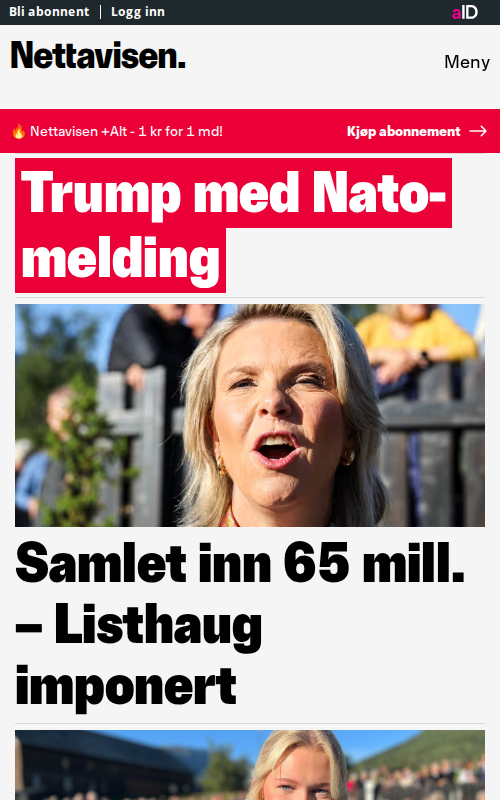 Bli abonnent | Logg inn
aID
Nettavisen.
Meny
🔥 Nettavisen +Alt - 1 kr for 1 md!
Kjøp abonnement →
Trump med Nato-
melding
Samlet inn 65 mill.
– Listhaug
imponert